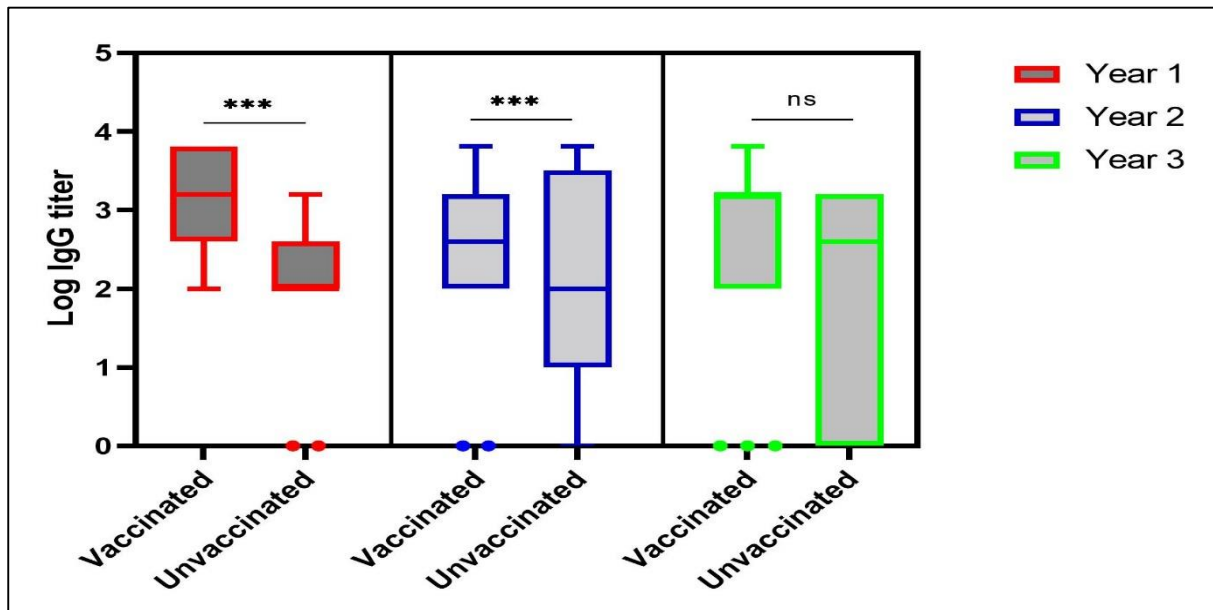 Log IgG titer
5
4
3
2
1
0
***
***
ns
Vaccinated
Unvaccinated
Vaccinated
Unvaccinated
Vaccinated
Unvaccinated
Year 1
Year 2
Year 3